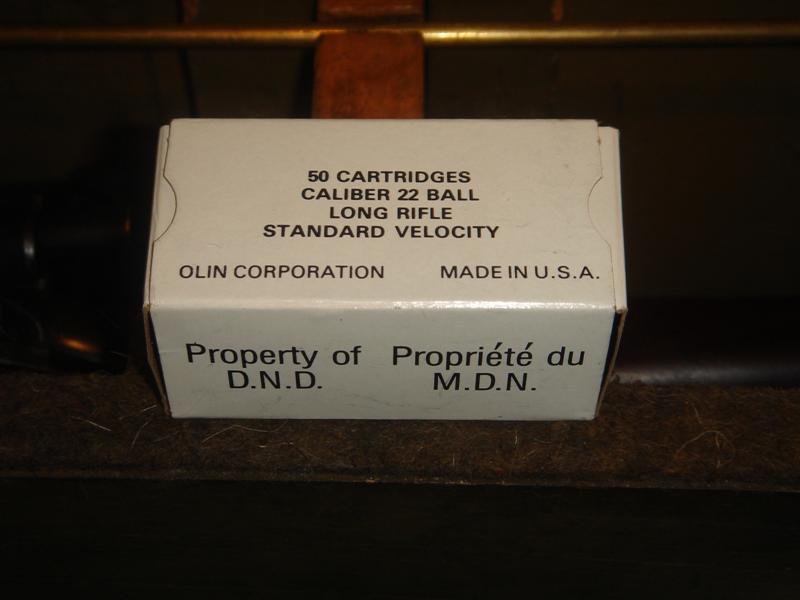 50 CARTRIDGES
CALIBER 22 BALL
LONG RIFLE
STANDARD VELOCITY
OLIN CORPORATION MADE IN U.S.A.
Property of Propriété du
D.N.D. M.D.N.